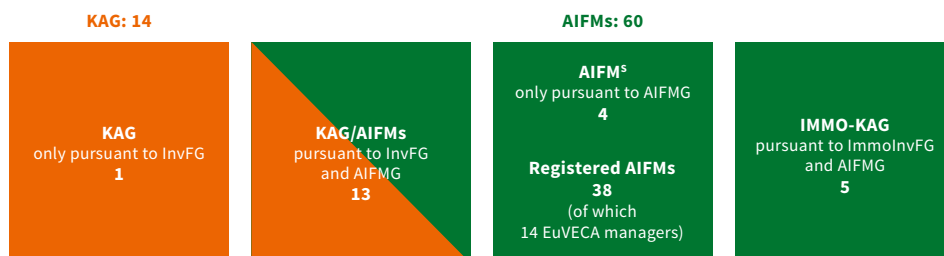 KAG: 14
AIFMs: 60
KAG
only pursuant to InvFG
1
KAG/AIFMs
pursuant to InvFG
and AIFMG
13
AIFMs
only pursuant to AIFMG
4
Registered AIFMs
38
(of which
14 EuVECA managers)
IMMO-KAG
pursuant to ImmoInvFG
and AIFMG
5